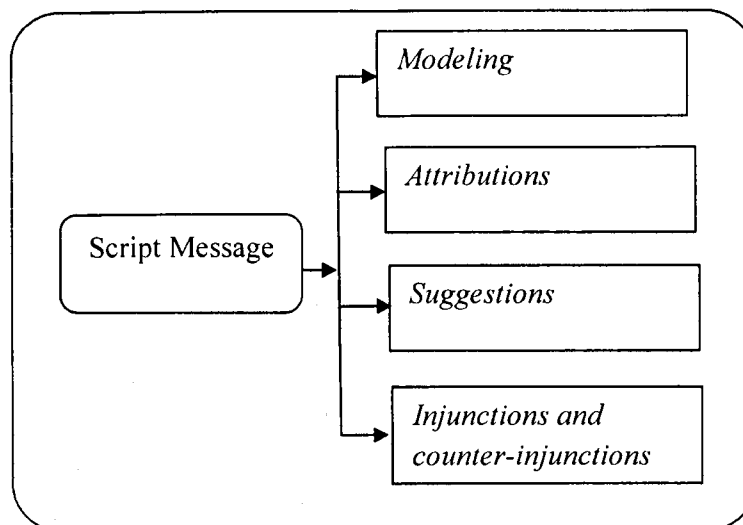 Modeling
Attributions
Script Message
Suggestions
Injunctions and
counter-injunctions